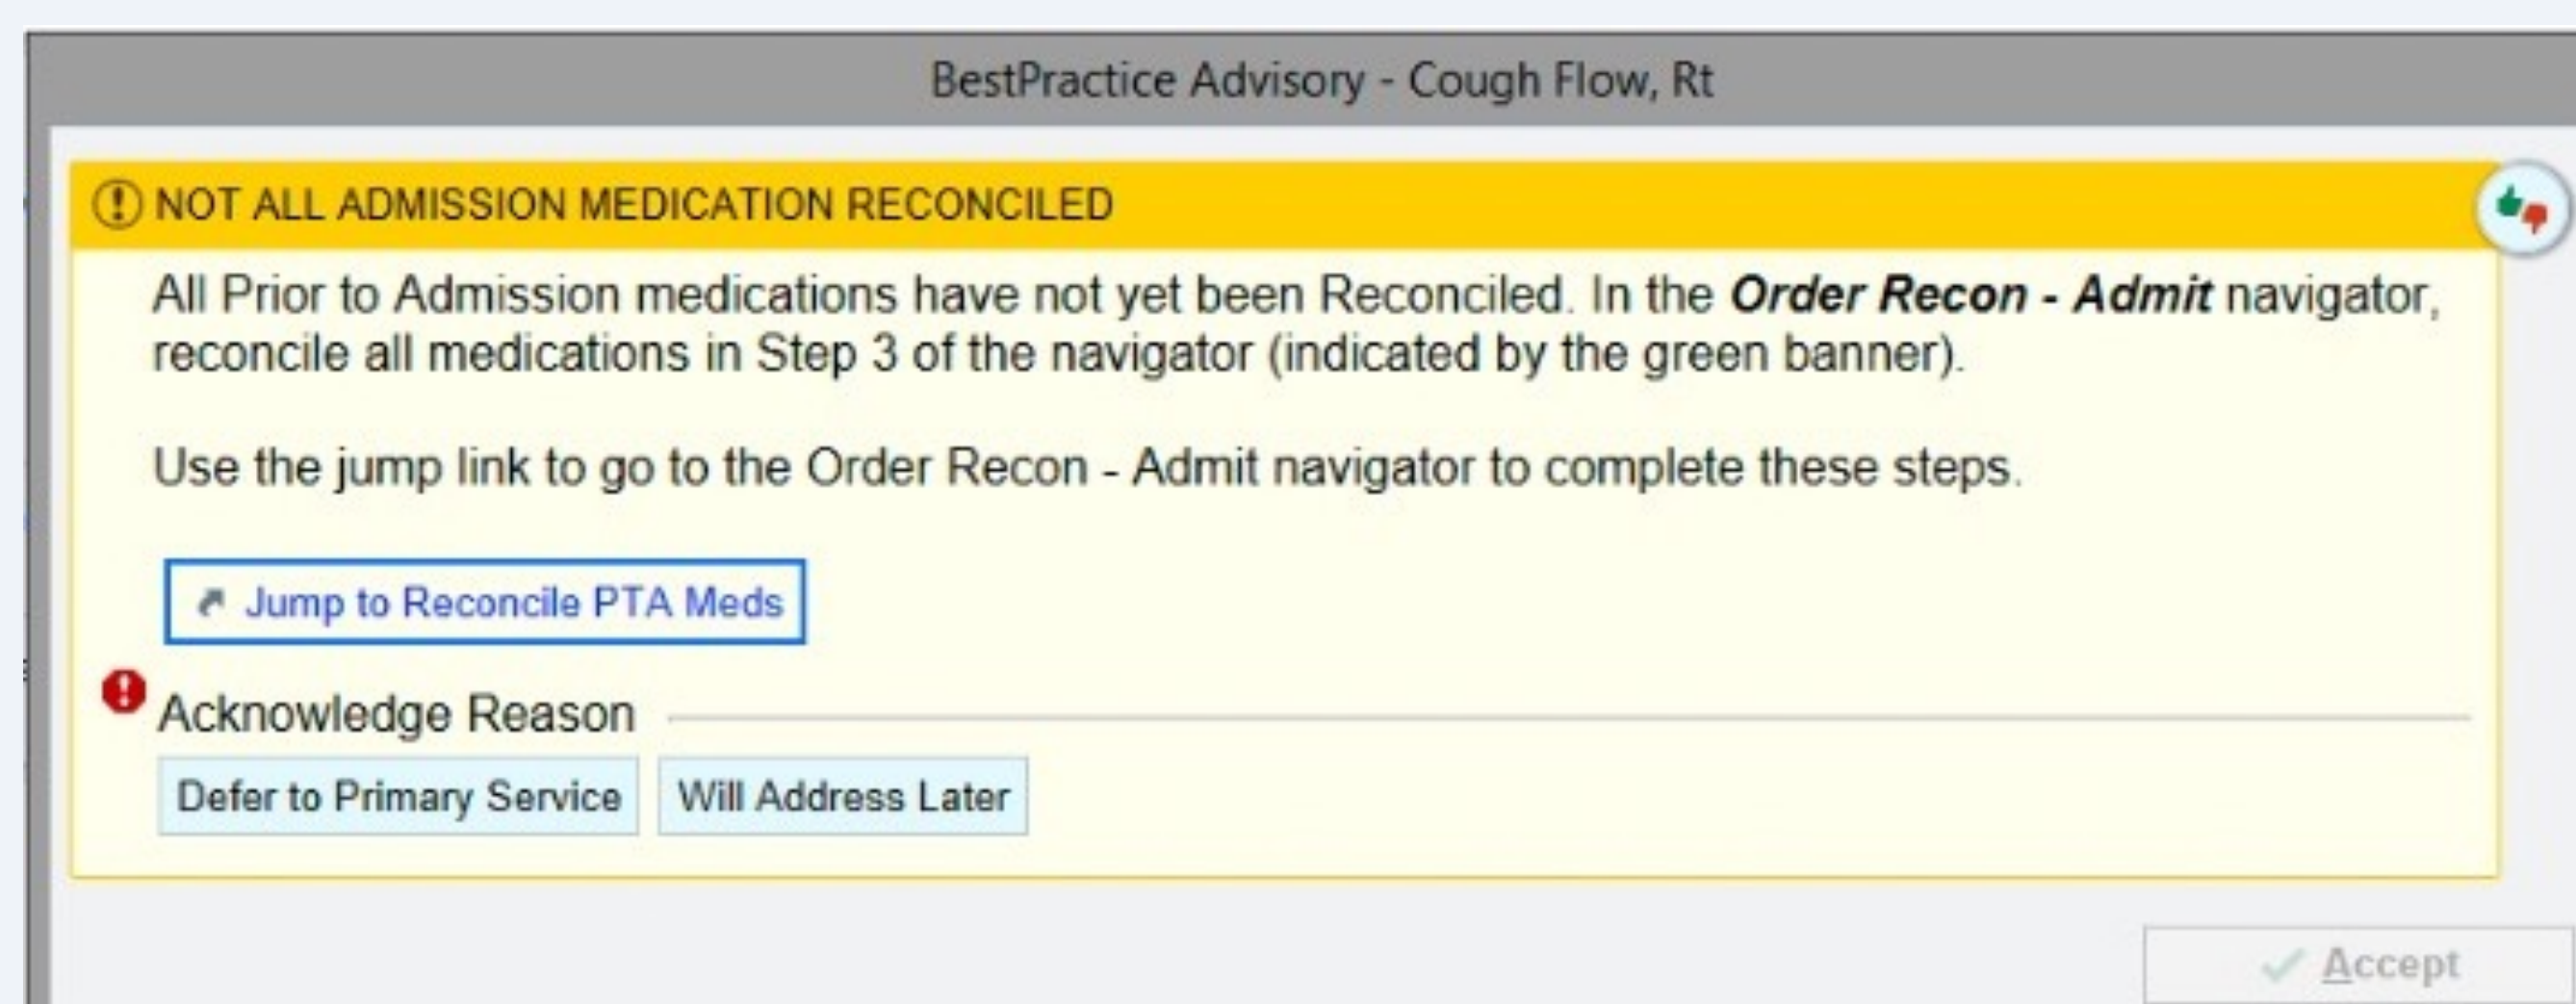 BestPractice Advisory - Cough Flow, Rt
NOT ALL ADMISSION MEDICATION RECONCILED
All Prior to Admission medications have not yet been Reconciled. In the Order Recon - Admit navigator,
reconcile all medications in Step 3 of the navigator (indicated by the green banner).
Use the jump link to go to the Order Recon - Admit navigator to complete these steps.
Jump to Reconcile PTA Meds
Acknowledge Reason
Defer to Primary Service Will Address Later
Accept